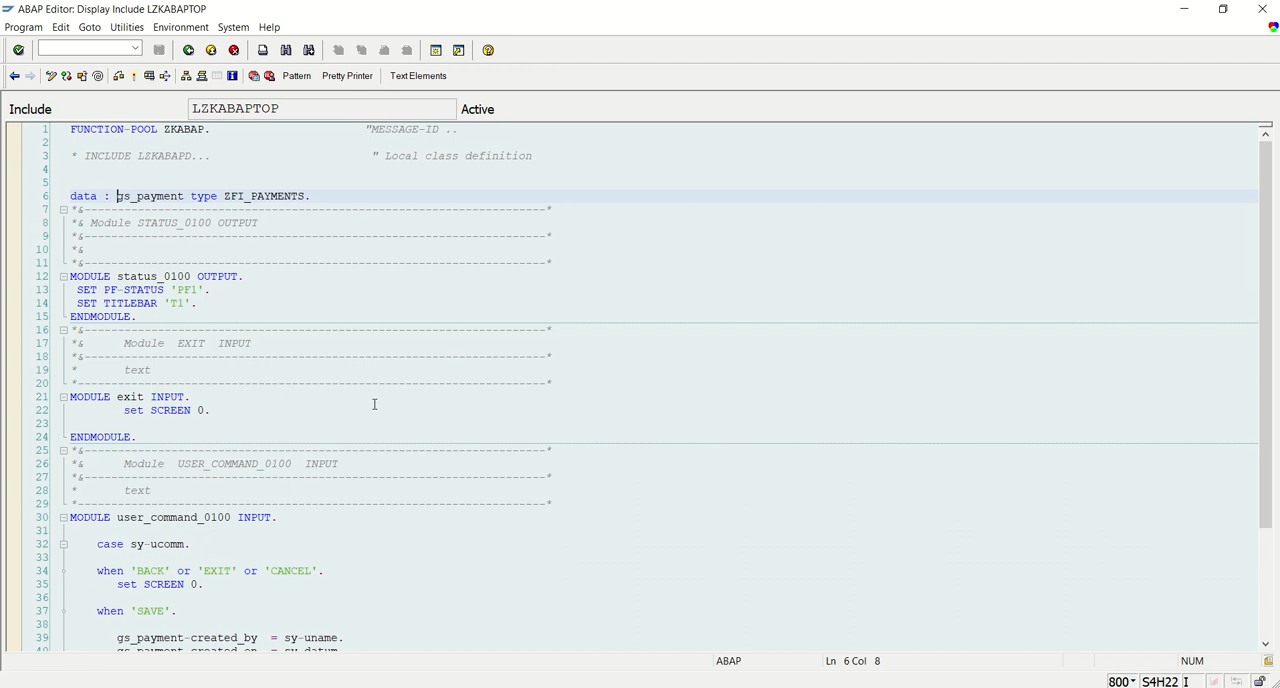 ABAP Editor: Display Include LZKABAPTOP
Program Edit Goto Utilities Environment System Help
Pattern Pretty Printer Text Elements
Include LZKABAPTOP Active
1 FUNCTION-POOL ZKABAP. "MESSAGE-ID ..
2
3 * INCLUDE LZKABAPD... " Local class definition
4
5
6 data : gs_payment type ZFI_PAYMENTS.
7 *&---------------------------------------------------------------------*
8 *& Module STATUS_0100 OUTPUT
9 *&---------------------------------------------------------------------*
10 *&
11 *&---------------------------------------------------------------------*
12 MODULE status_0100 OUTPUT.
13 SET PF-STATUS 'PF1'.
14 SET TITLEBAR 'T1'.
15 ENDMODULE.
16 *&---------------------------------------------------------------------*
17 *& Module EXIT INPUT
18 *&---------------------------------------------------------------------*
19 * text
20 *----------------------------------------------------------------------*
21 MODULE exit INPUT.
22 set SCREEN 0.
23
24 ENDMODULE.
25 *&---------------------------------------------------------------------*
26 *& Module USER_COMMAND_0100 INPUT
27 *&---------------------------------------------------------------------*
28 * text
29 *----------------------------------------------------------------------*
30 MODULE user_command_0100 INPUT.
31
32 case sy-ucomm.
33
34 when 'BACK' or 'EXIT' or 'CANCEL'.
35 set SCREEN 0.
36
37 when 'SAVE'.
38
39 gs_payment-created_by = sy-uname.
40 gs_payment-created_on = sy-datum.
ABAP Ln 6 Col 8 NUM
800 S4H22